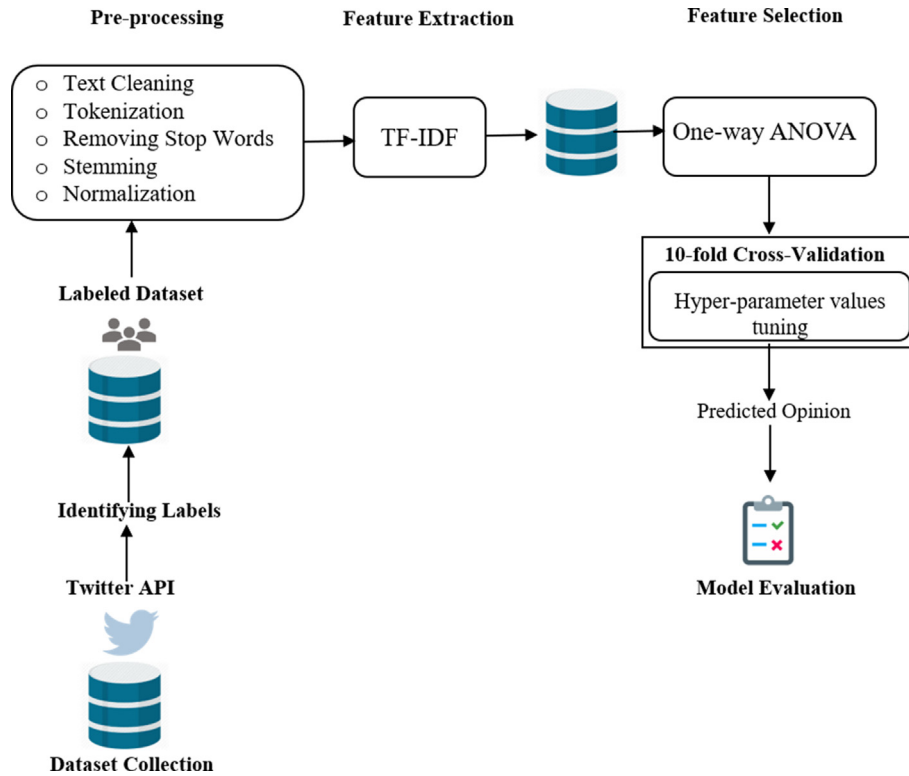 Pre-processing
Feature Extraction
Feature Selection
o Text Cleaning
o Tokenization
o Removing Stop Words
o Stemming
o Normalization
TF-IDF
One-way ANOVA
10-fold Cross-Validation
Hyper-parameter values
tuning
Predicted Opinion
Model Evaluation
Labeled Dataset
Identifying Labels
Twitter API
Dataset Collection